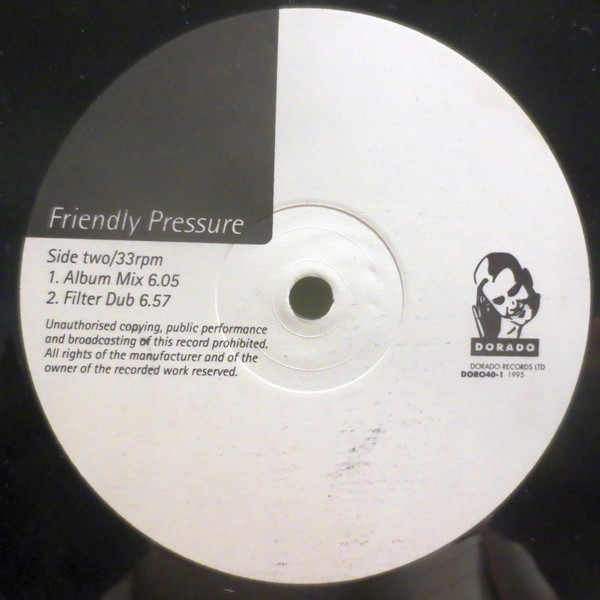 Friendly Pressure
Side two/33rpm
1. Album Mix 6.05
2. Filter Dub 6.57
Unauthorised copying, public performance
and broadcasting of this record prohibited.
All rights of the manufacturer and of the
owner of the recorded work reserved.
DORADO
DORADO RECORDS LTD
DORO40-1 1995